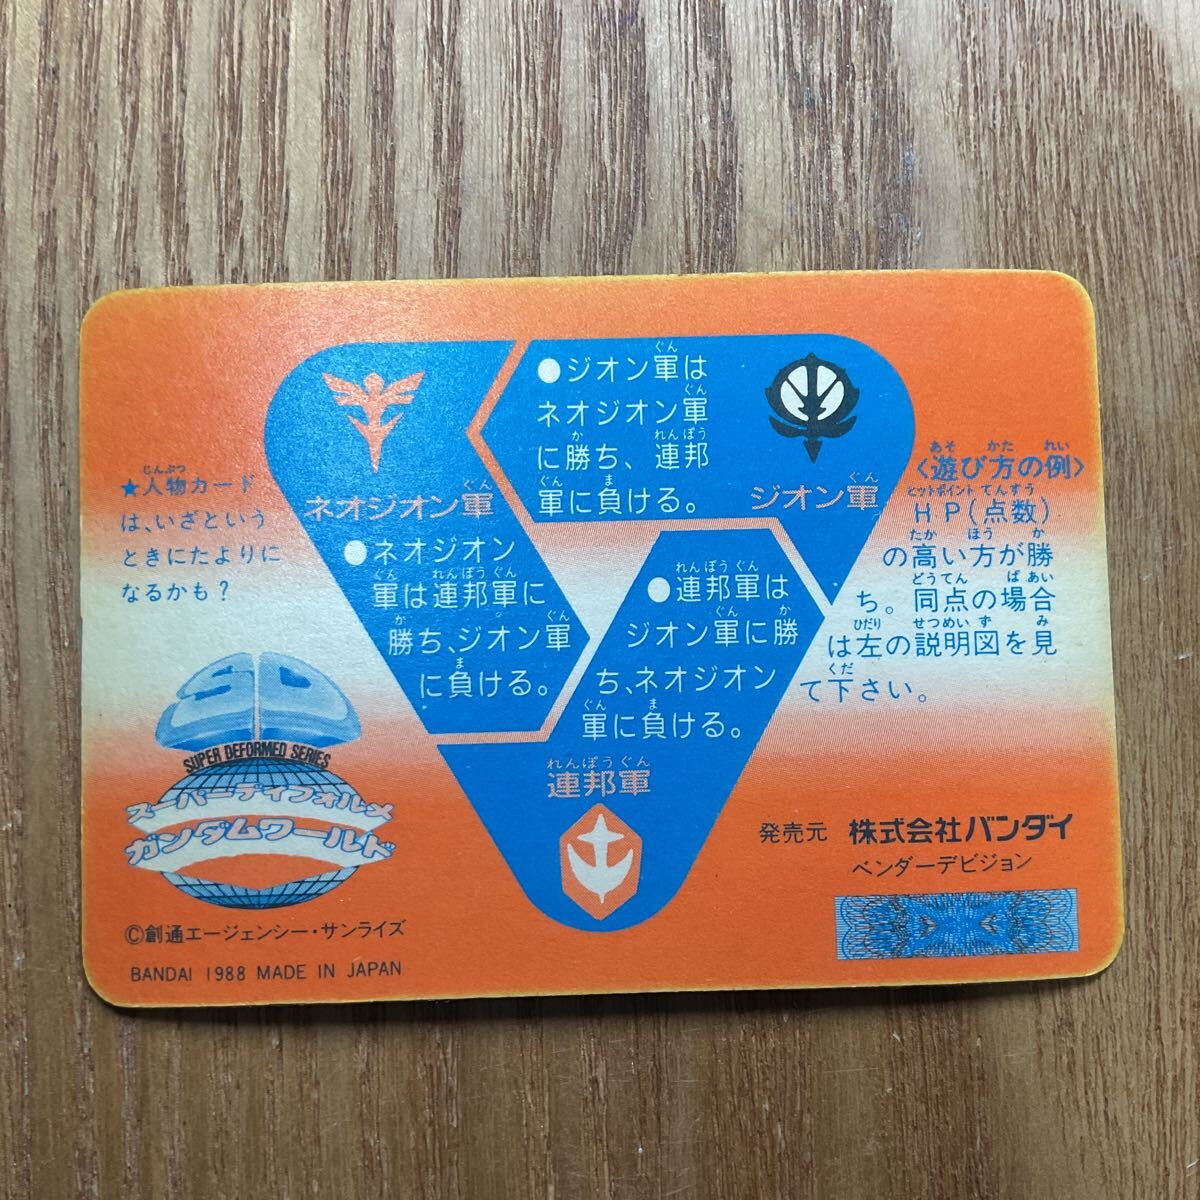 ★人物カード
は、いざという
ときにたよりに
なるかも?
ネオジオン軍
●ネオジオン
軍は連邦軍に
勝ち、ジオン軍
に負ける。
●ジオン軍は
ネオジオン軍
に勝ち、連邦
軍に負ける。
ジオン軍
●連邦軍は
ジオン軍に勝
ち、ネオジオン
軍に負ける。
連邦軍
〈遊び方の例〉
HP(点数)
の高い方が勝
ち。同点の場合
は左の説明図を見
て下さい。
SUPER DEFORMED SERIES
スーパーディフォルメ
ガンダムワールド
©創通エージェンシー・サンライズ
BANDAI 1988 MADE IN JAPAN
発売元 株式会社バンダイ
ベンダーデビジョン